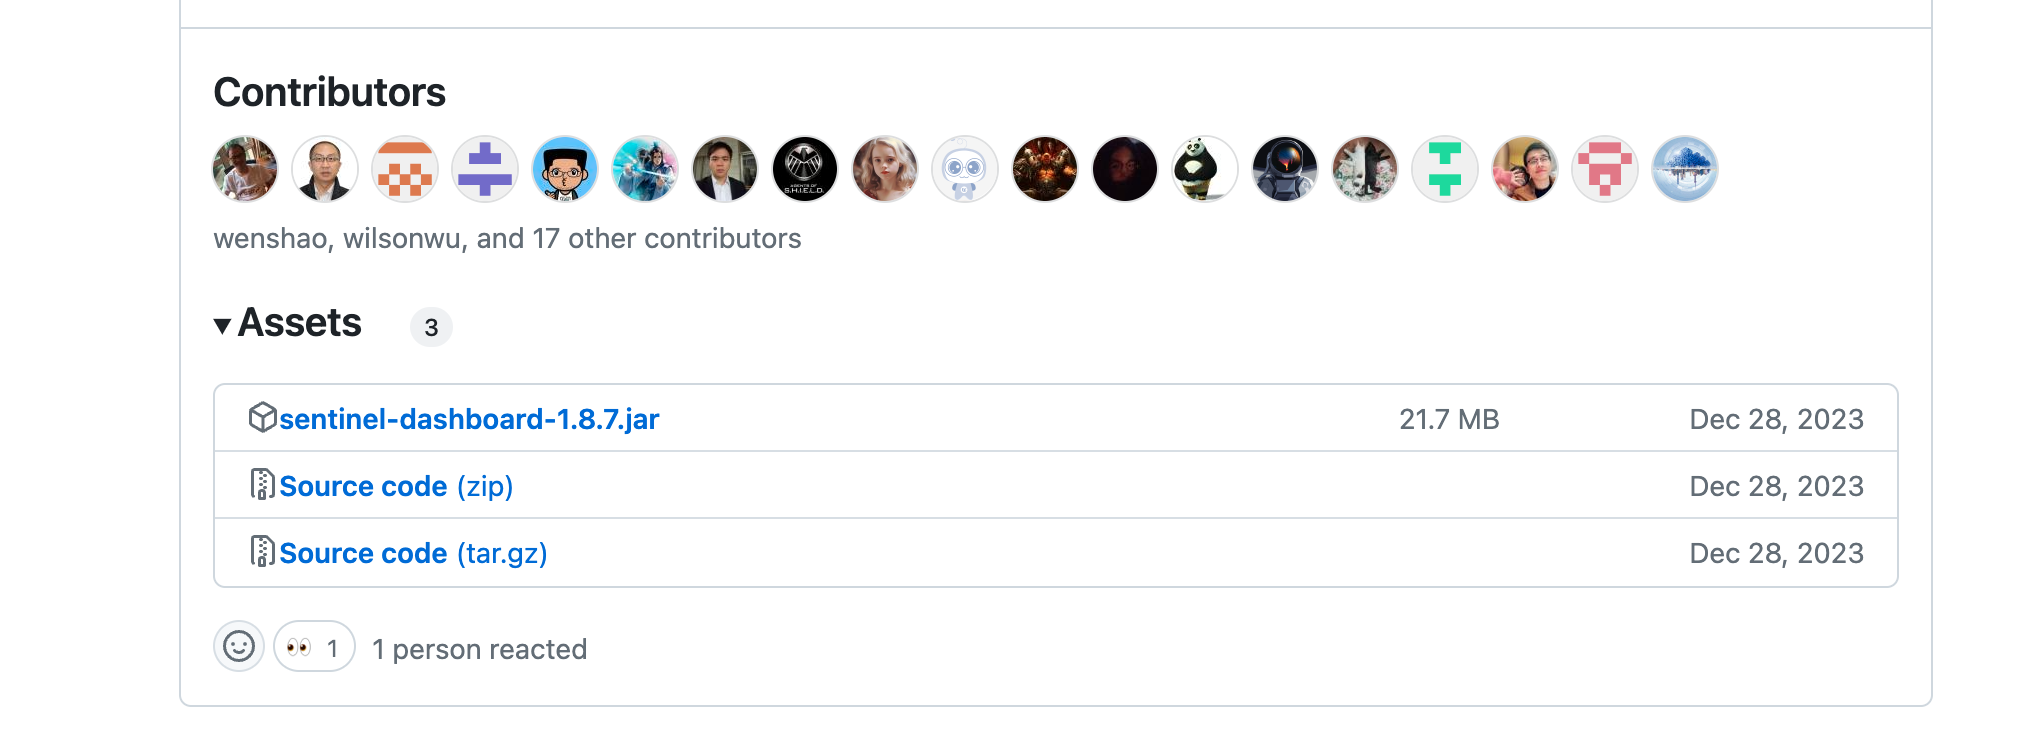 Contributors
AGENTS OF
S.H.I.E.L.D.
wenshao, wilsonwu, and 17 other contributors
Assets 3
sentinel-dashboard-1.8.7.jar 21.7 MB Dec 28, 2023
Source code (zip) Dec 28, 2023
Source code (tar.gz) Dec 28, 2023
1 1 person reacted